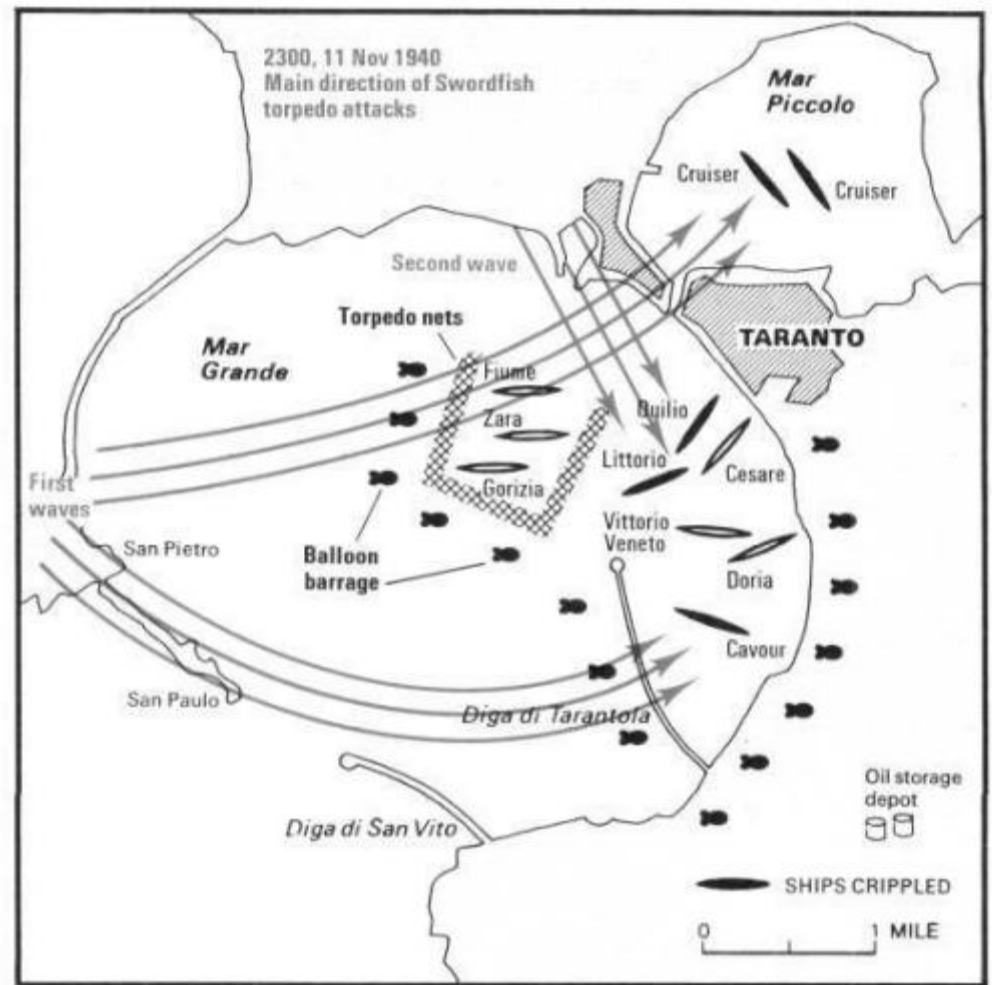 2300, 11 Nov 1940
Main direction of Swordfish
torpedo attacks
Mar
Piccolo
Cruiser
Cruiser
Second wave
Torpedo nets
TARANTO
Mar
Grande
Fiume
Zara
Gorizia
Duilio
Littorio
Cesare
First
waves
San Pietro
Balloon
barrage
Vittorio
Veneto
Doria
Cavour
San Paulo
Diga di Tarantola
Diga di San Vito
Oil storage
depot
SHIPS CRIPPLED
0 1 MILE